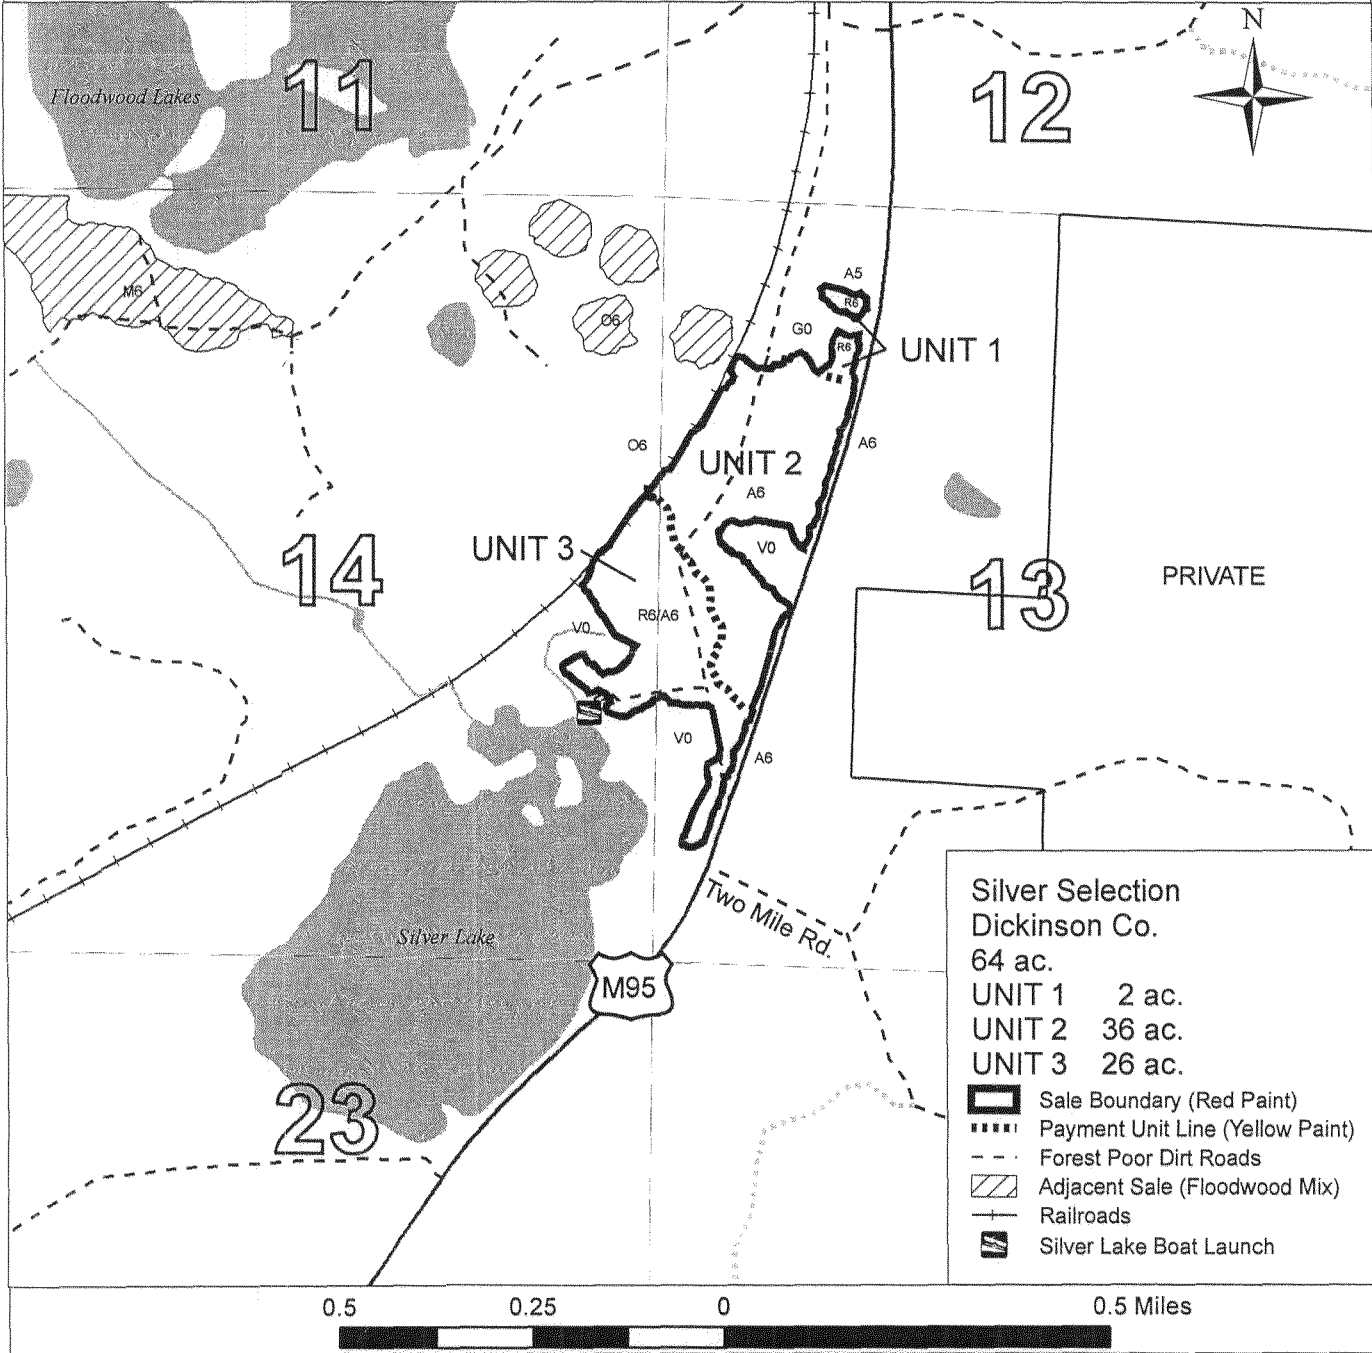 N
11
12
Floodwood Lakes
M6
O6
A5
R6
G0
R6
UNIT 1
O6
A6
UNIT 2
A6
V0
UNIT 3
14
13
PRIVATE
R6/A6
V0
V0
A6
Two Mile Rd.
Silver Lake
M95
23
Silver Selection
Dickinson Co.
64 ac.
UNIT 1 2 ac.
UNIT 2 36 ac.
UNIT 3 26 ac.
Sale Boundary (Red Paint)
Payment Unit Line (Yellow Paint)
Forest Poor Dirt Roads
Adjacent Sale (Floodwood Mix)
Railroads
Silver Lake Boat Launch
0.5 0.25 0 0.5 Miles